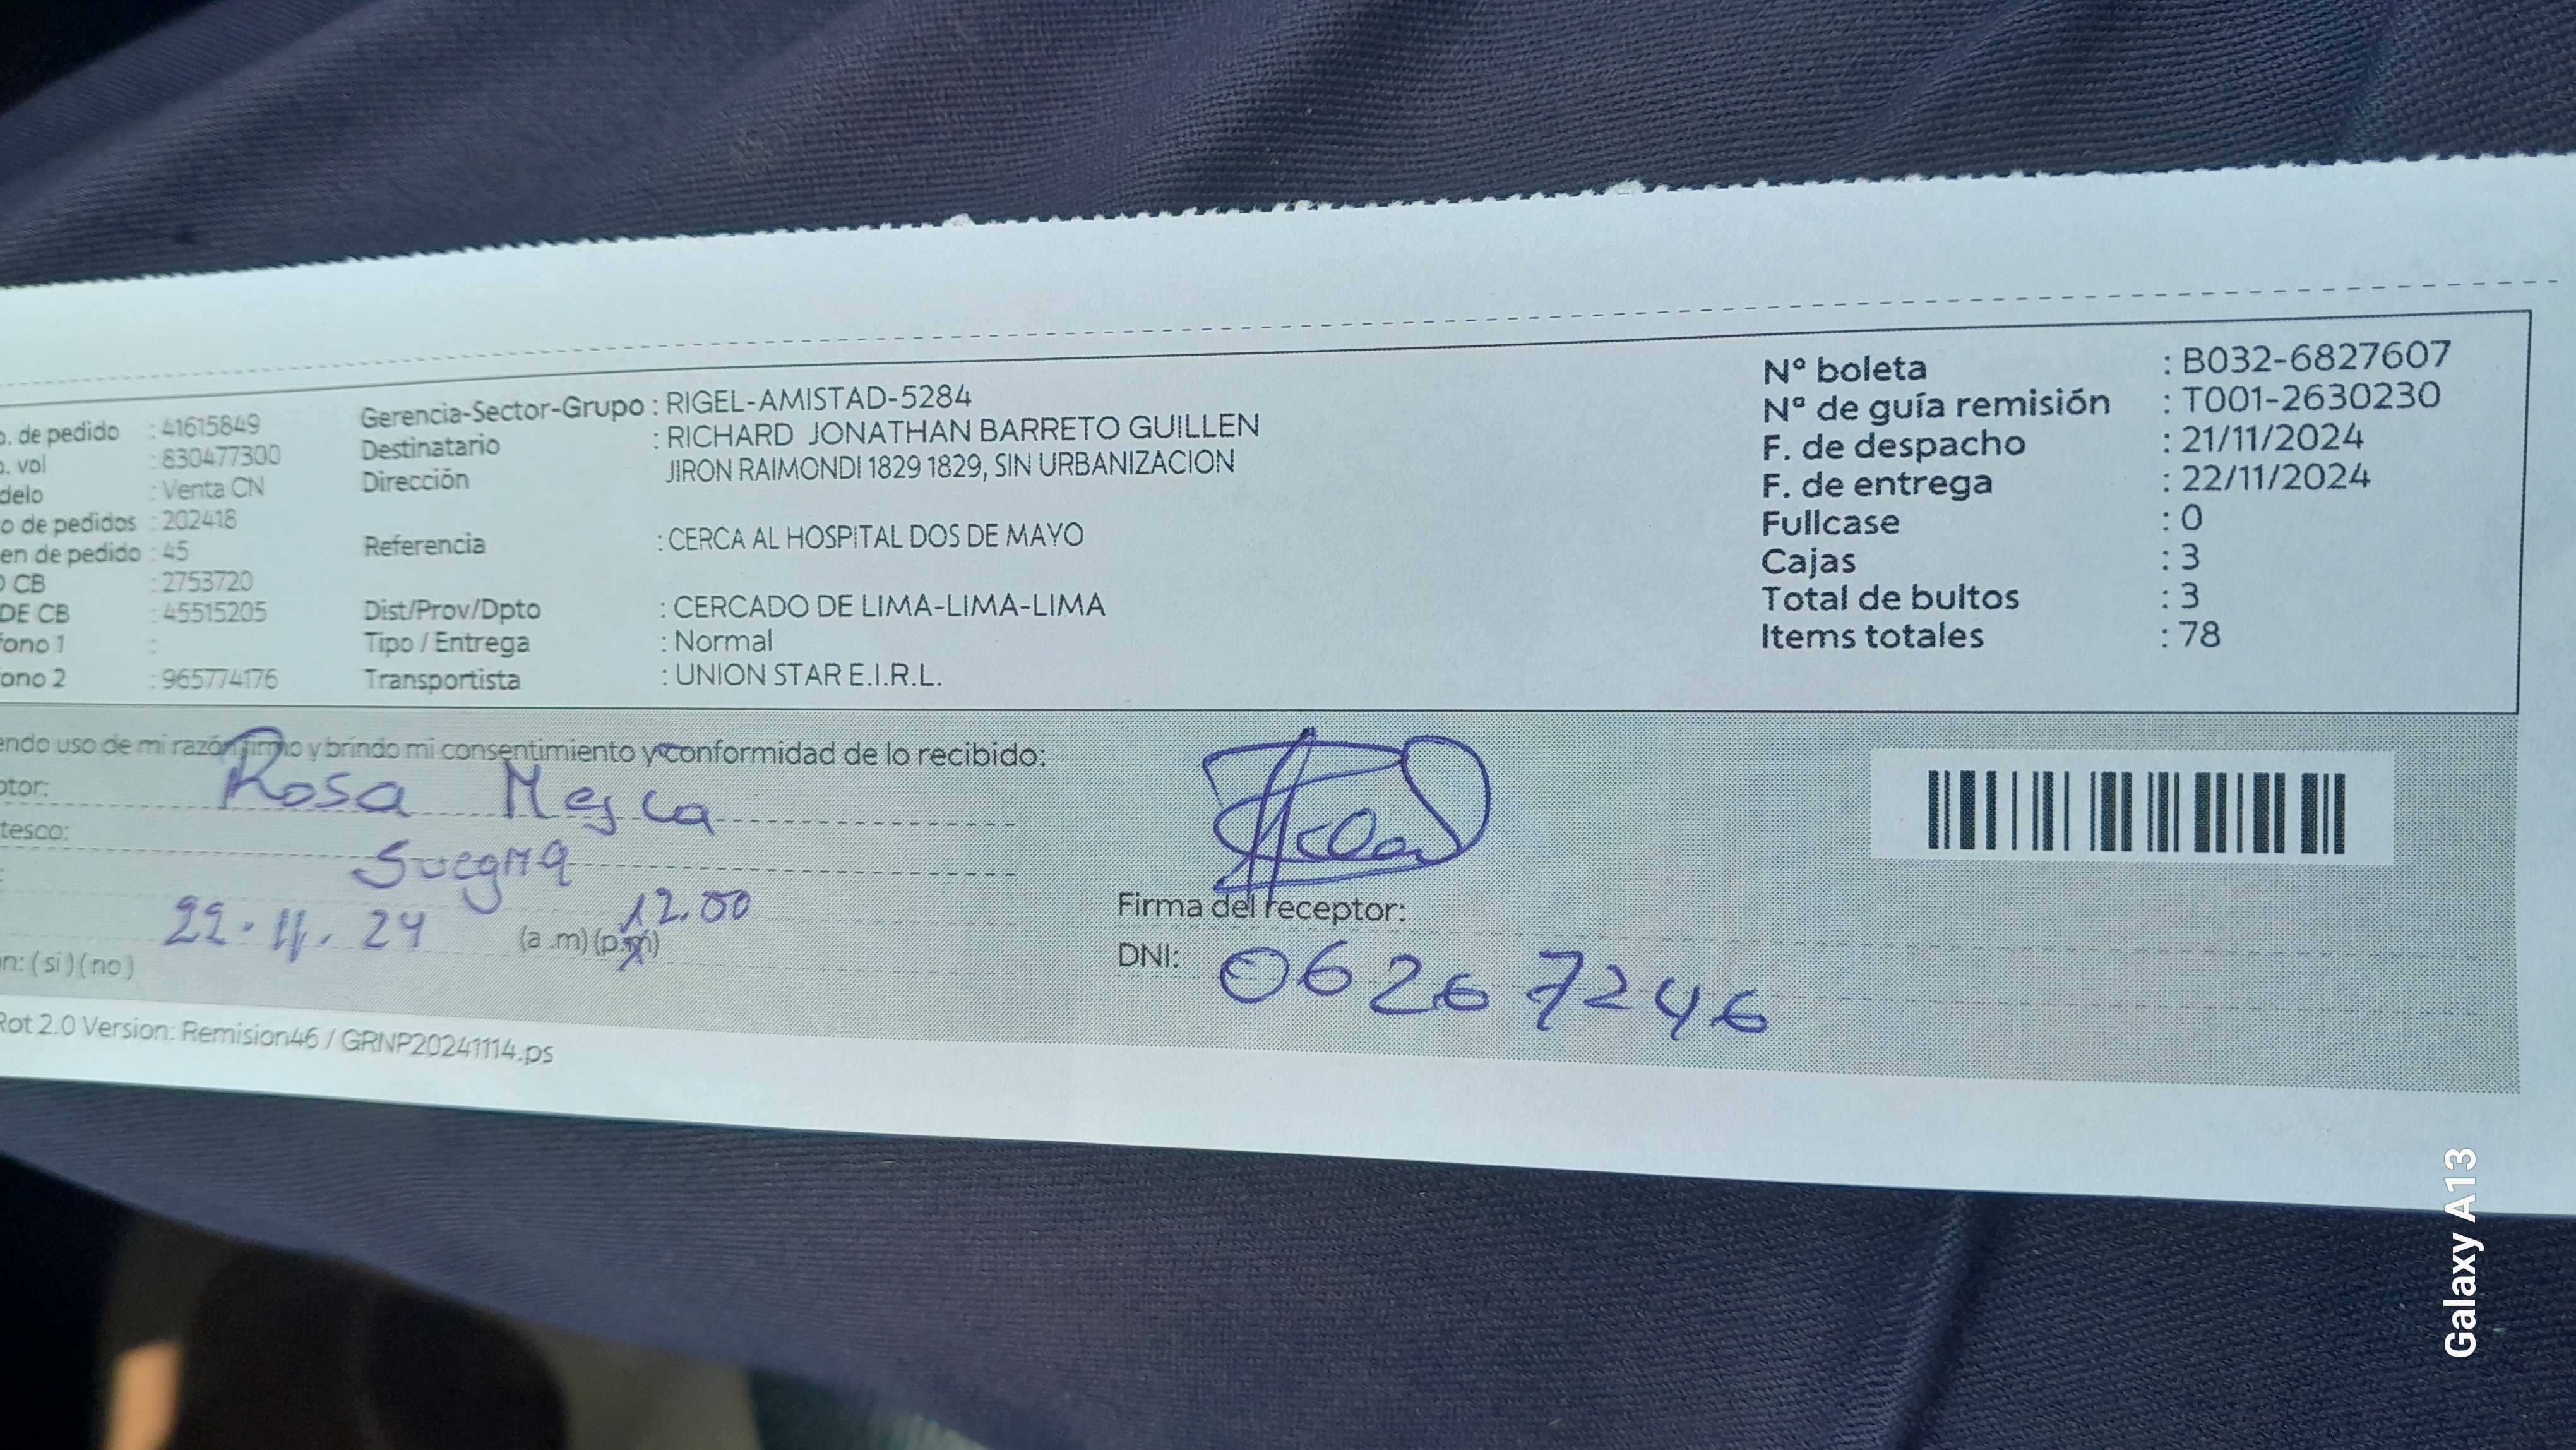 o. de pedido : 41615849
o. vol : 830477300
delo : Venta CN
o de pedidos : 202418
en de pedido : 45
O CB : 2753720
DE CB : 45515205
fono 1 :
ono 2 : 965774176
Gerencia-Sector-Grupo : RIGEL-AMISTAD-5284
Destinatario : RICHARD JONATHAN BARRETO GUILLEN
Dirección JIRON RAIMONDI 1829 1829, SIN URBANIZACION
Referencia : CERCA AL HOSPITAL DOS DE MAYO
Dist/Prov/Dpto : CERCADO DE LIMA-LIMA-LIMA
Tipo / Entrega : Normal
Transportista : UNION STAR E.I.R.L.
Nº boleta : B032-6827607
Nº de guía remisión : T001-2630230
F. de despacho : 21/11/2024
F. de entrega : 22/11/2024
Fullcase : 0
Cajas : 3
Total de bultos : 3
Items totales : 78
endo uso de mi razón firmo y brindo mi consentimiento y conformidad de lo recibido:
ptor: Rosa
tesco: Suegra
22.11.24 12.00
(a.m) (p.m)
n: (si) (no)
Firma del receptor:
DNI: 06267246
Rot 2.0 Version: Remision46 / GRNP20241114.ps
Galaxy A13